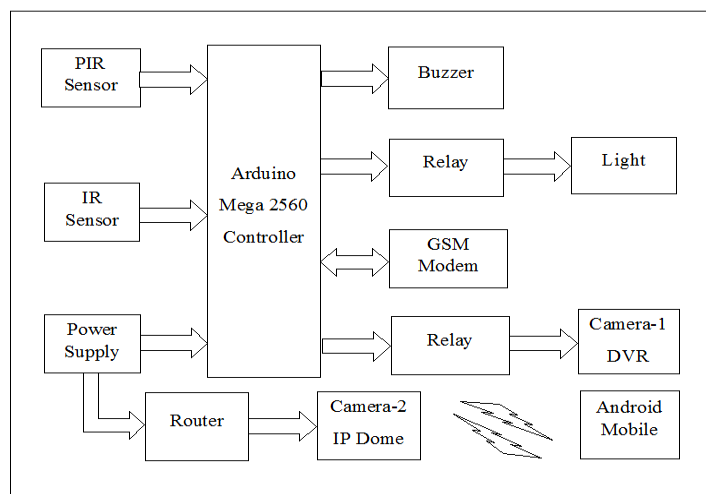 PIR
Sensor
Buzzer
Relay
Light
Arduino
Mega 2560
Controller
IR
Sensor
GSM
Modem
Power
Supply
Relay
Camera-1
DVR
Router
Camera-2
IP Dome
Android
Mobile